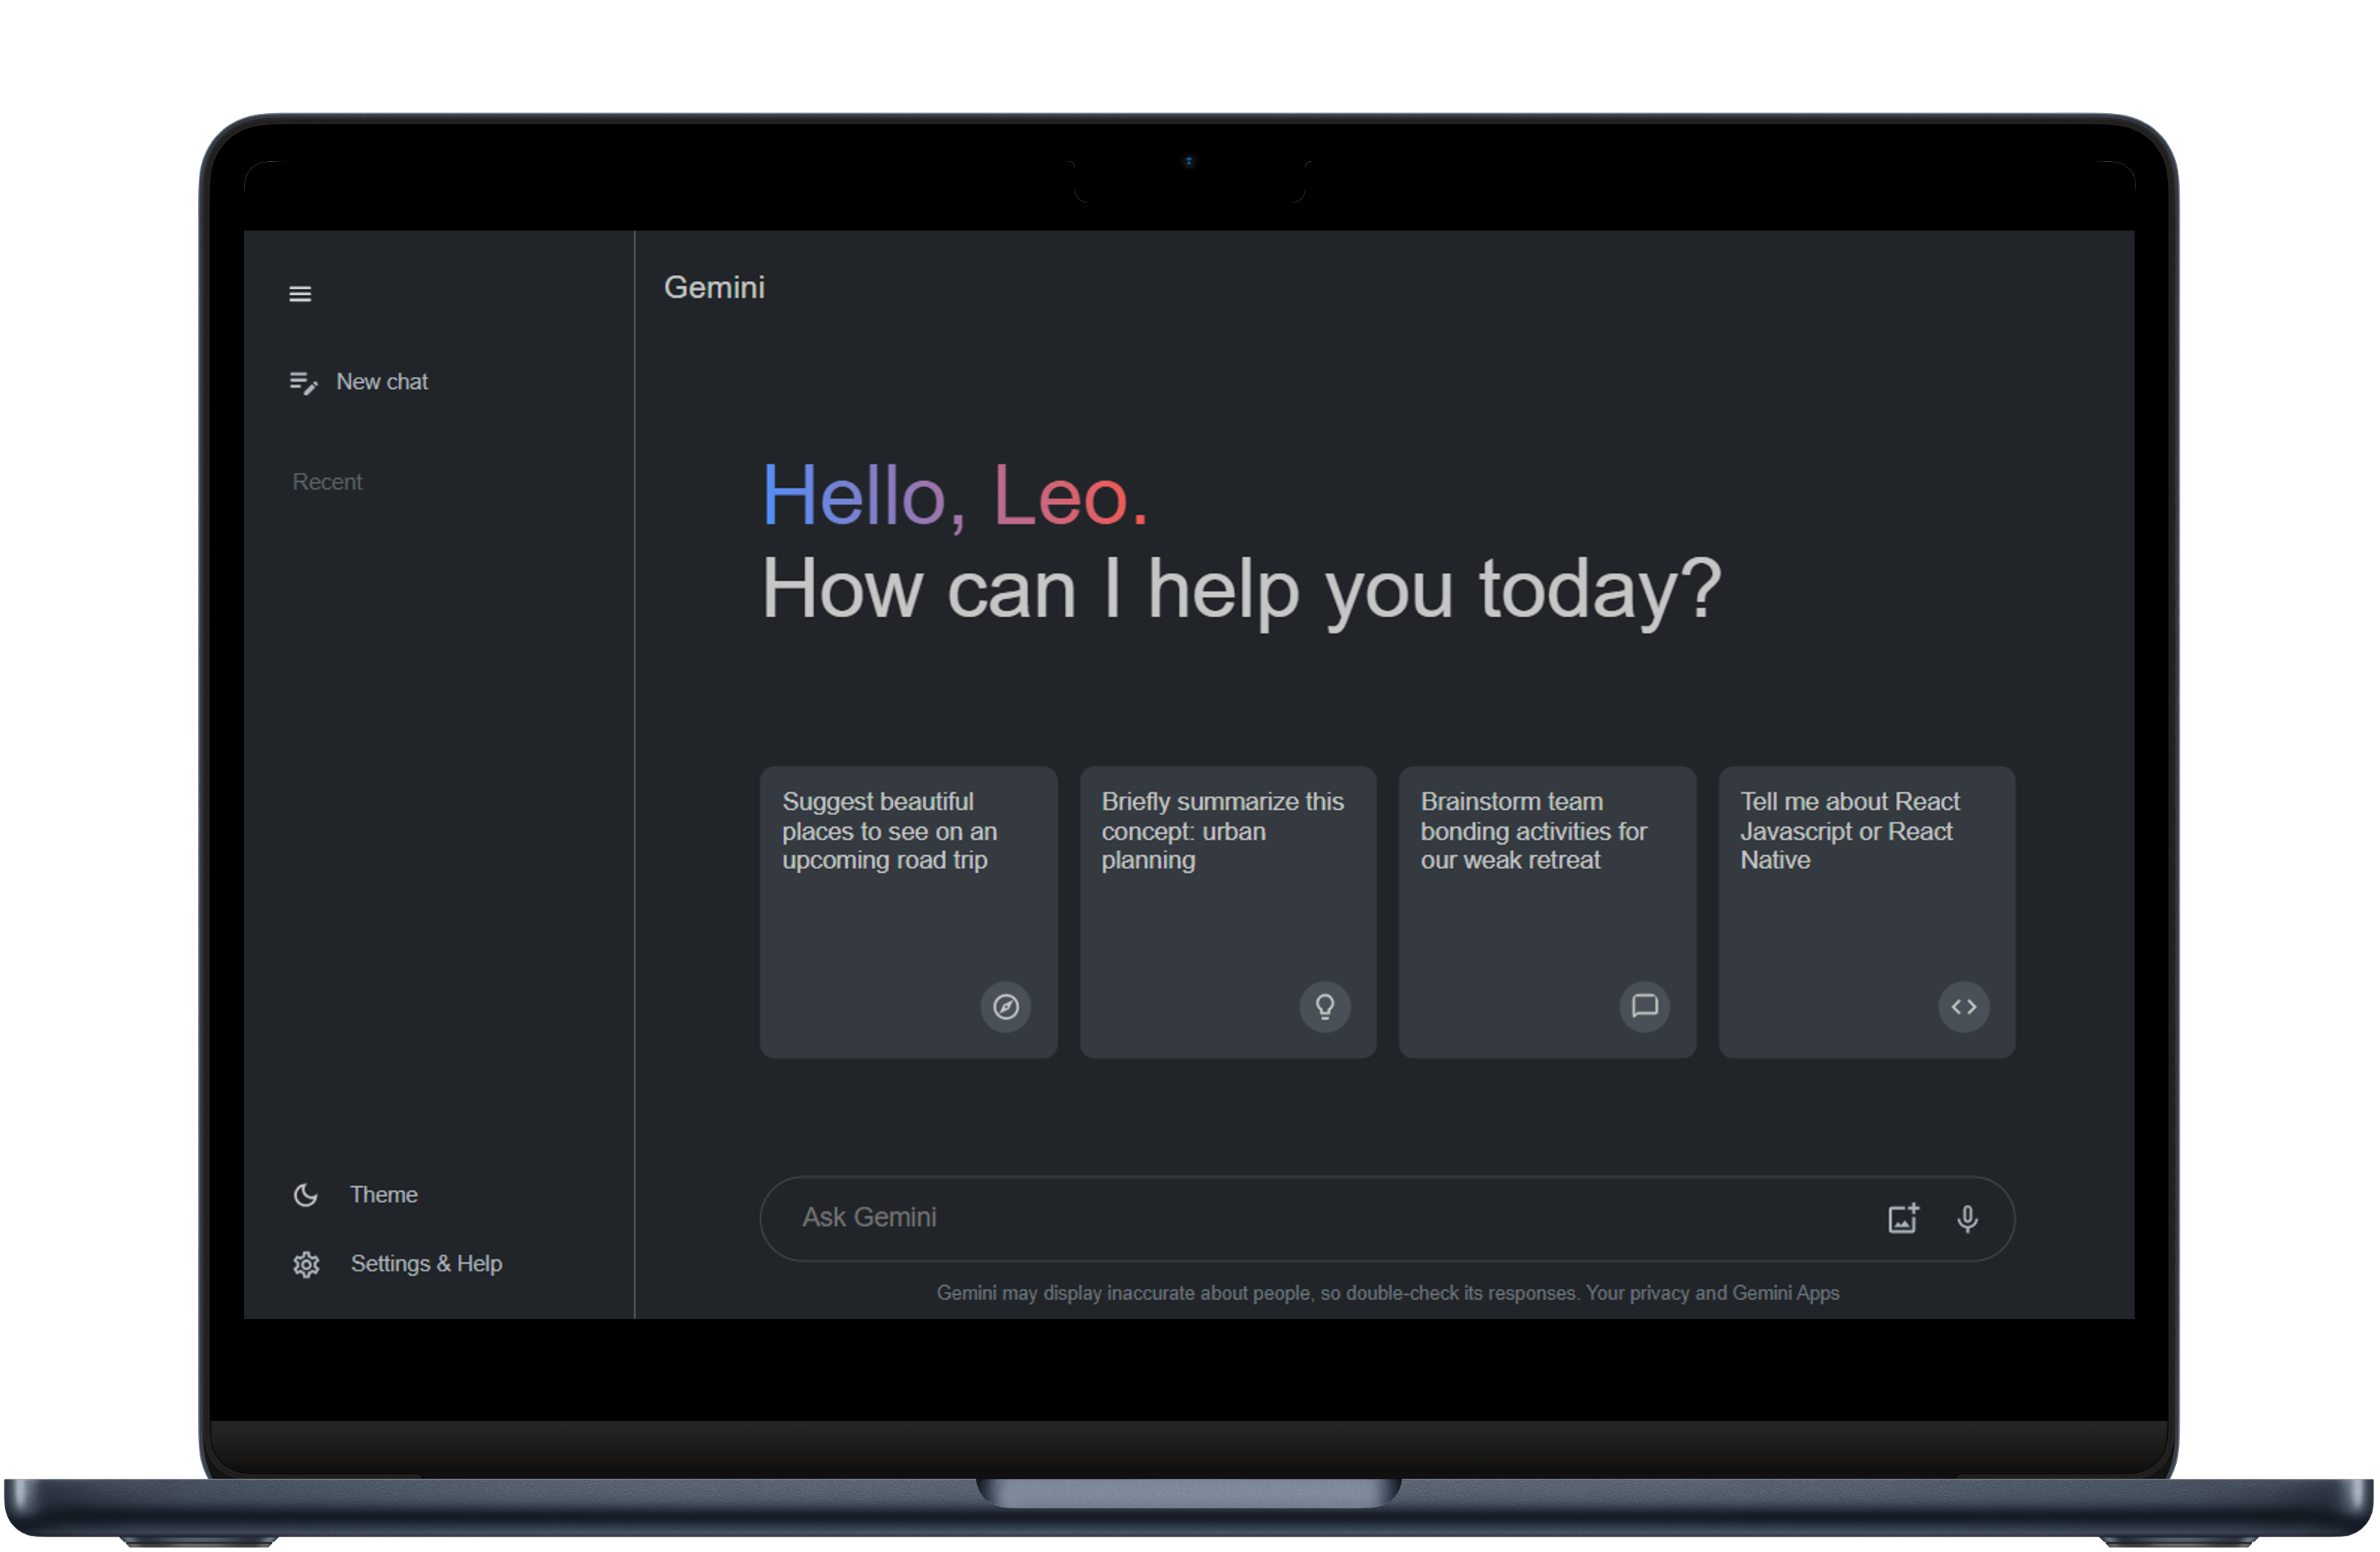 Gemini
New chat
Recent
Hello, Leo.
How can I help you today?
Suggest beautiful
places to see on an
upcoming road trip
Briefly summarize this
concept: urban
planning
Brainstorm team
bonding activities for
our weak retreat
Tell me about React
Javascript or React
Native
Theme
Settings & Help
Ask Gemini
Gemini may display inaccurate about people, so double-check its responses. Your privacy and Gemini Apps